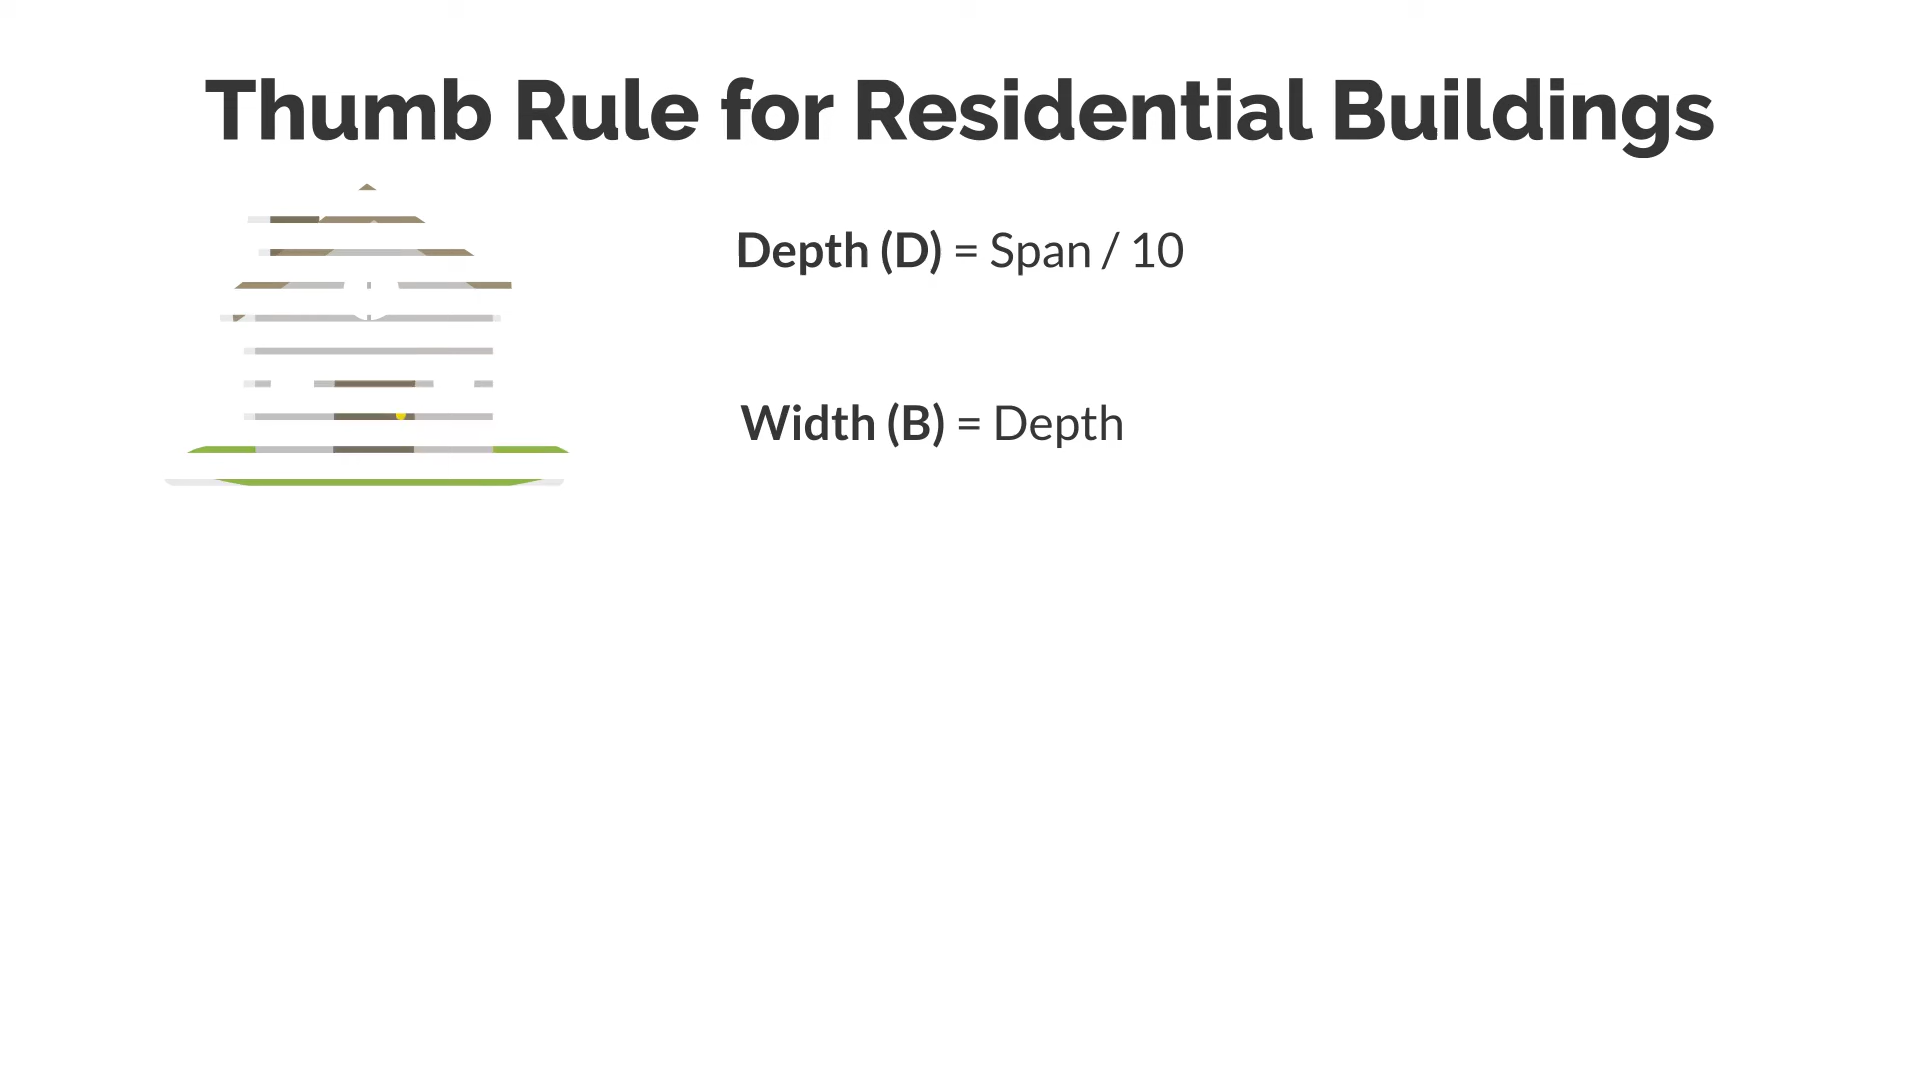 Thumb Rule for Residential Buildings
Depth (D) = Span / 10
Width (B) = Depth